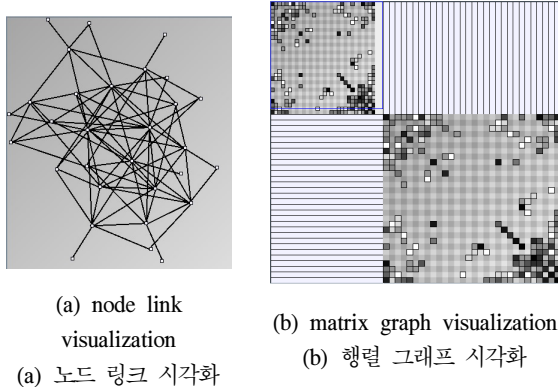 (a) node link
visualization
(a) 노드 링크 시각화
(b) matrix graph visualization
(b) 행렬 그래프 시각화